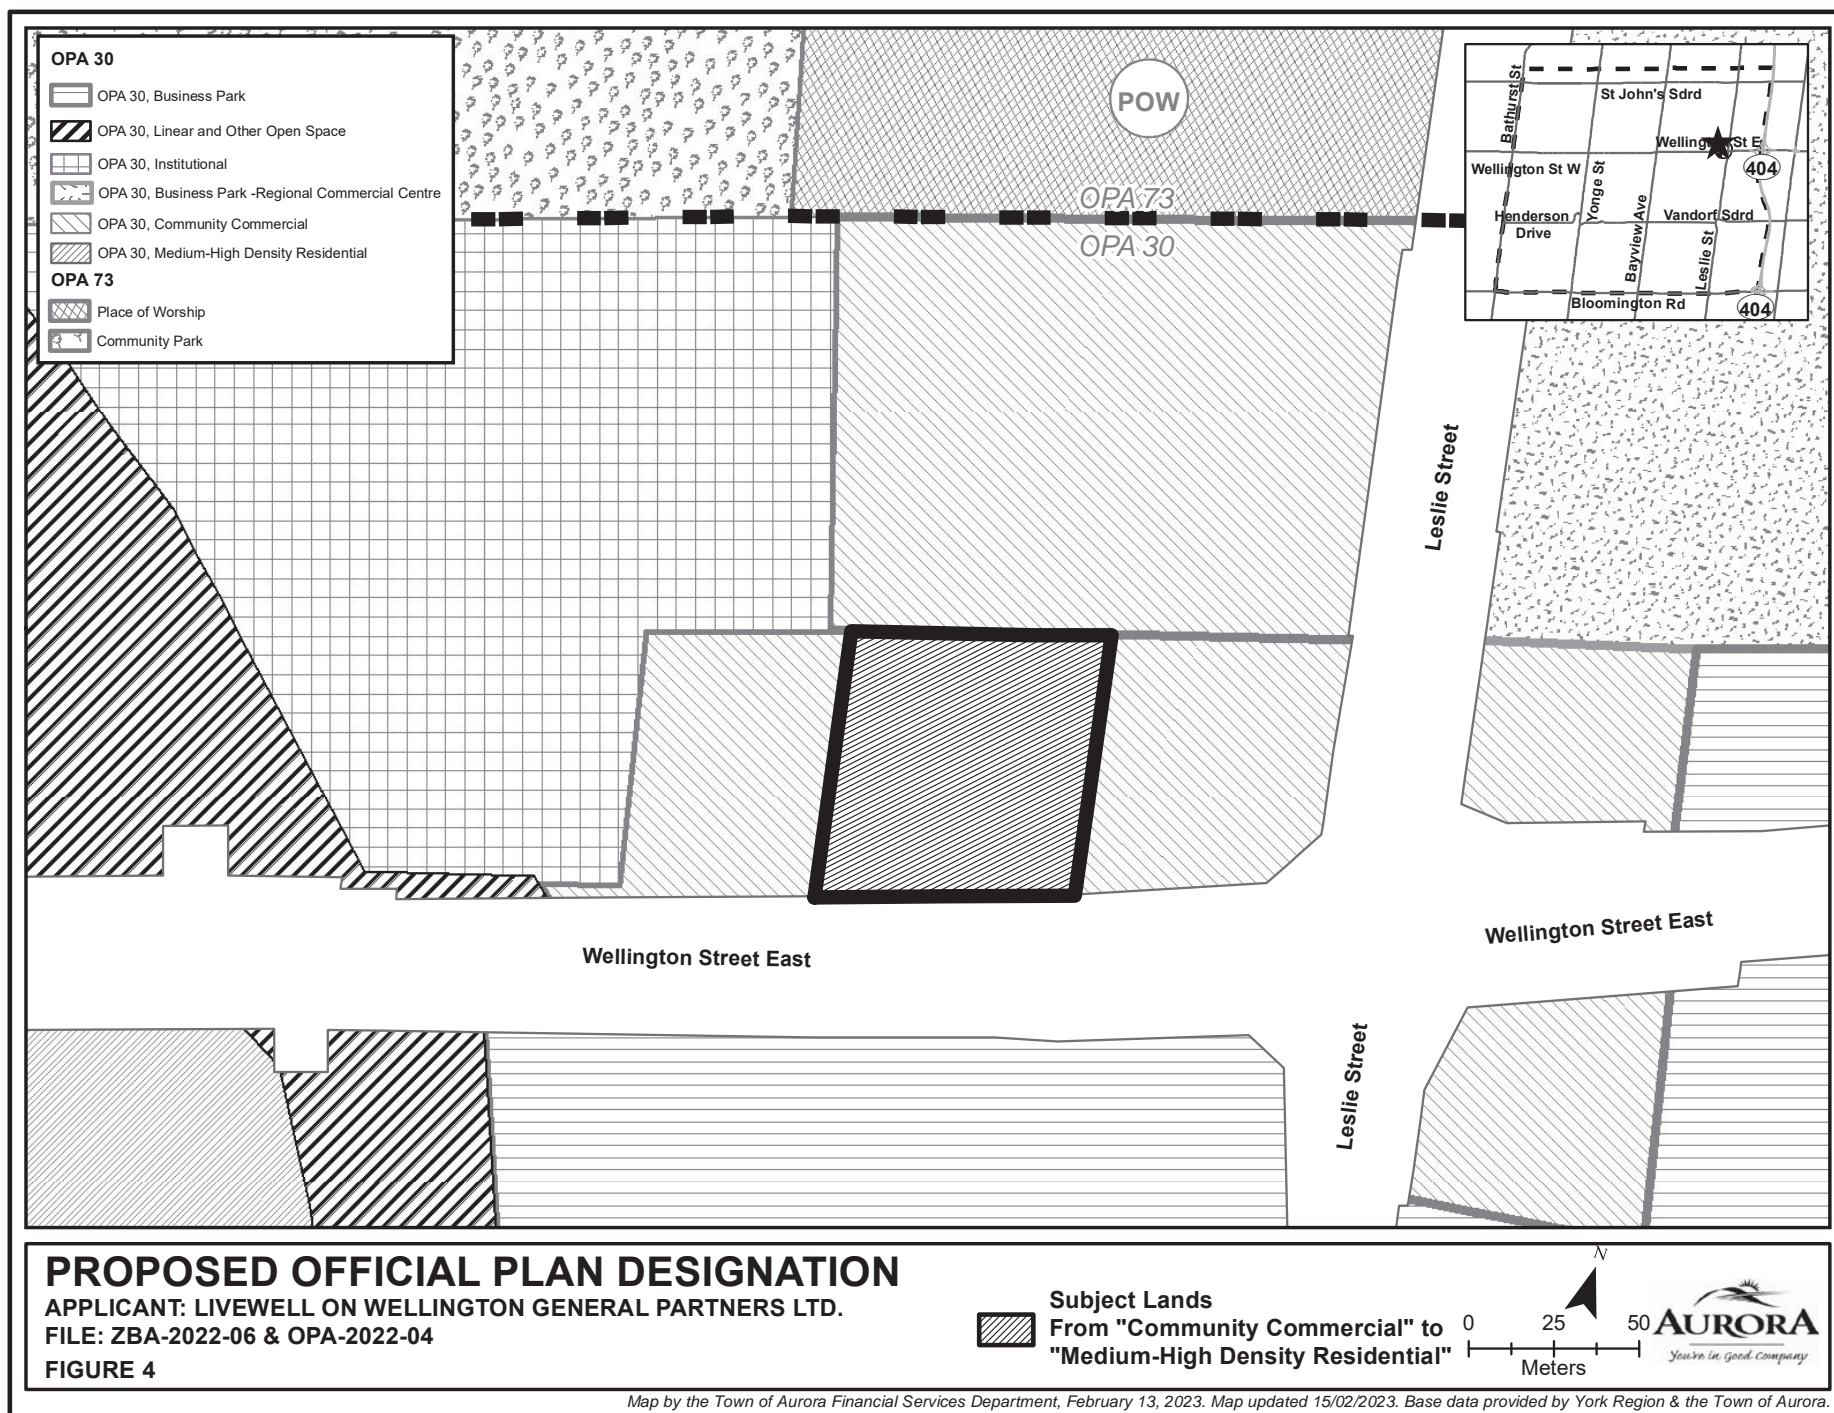 OPA 30
OPA 30, Business Park
OPA 30, Linear and Other Open Space
OPA 30, Institutional
OPA 30, Business Park -Regional Commercial Centre
OPA 30, Community Commercial
OPA 30, Medium-High Density Residential
OPA 73
Place of Worship
Community Park
POW
OPA 73
OPA 30
Bathurst St
St John's Sdrd
Wellington St E
Wellington St W
404
Yonge St
Henderson
Drive
Bayview Ave
Vandorf Sdrd
Leslie St
Bloomington Rd
404
Leslie Street
Wellington Street East
Wellington Street East
Leslie Street
PROPOSED OFFICIAL PLAN DESIGNATION
APPLICANT: LIVEWELL ON WELLINGTON GENERAL PARTNERS LTD.
FILE: ZBA-2022-06 & OPA-2022-04
FIGURE 4
Subject Lands
From "Community Commercial" to
"Medium-High Density Residential"
N
0 25 50
Meters
AURORA
You're in Good Company
Map by the Town of Aurora Financial Services Department, February 13, 2023. Map updated 15/02/2023. Base data provided by York Region & the Town of Aurora.